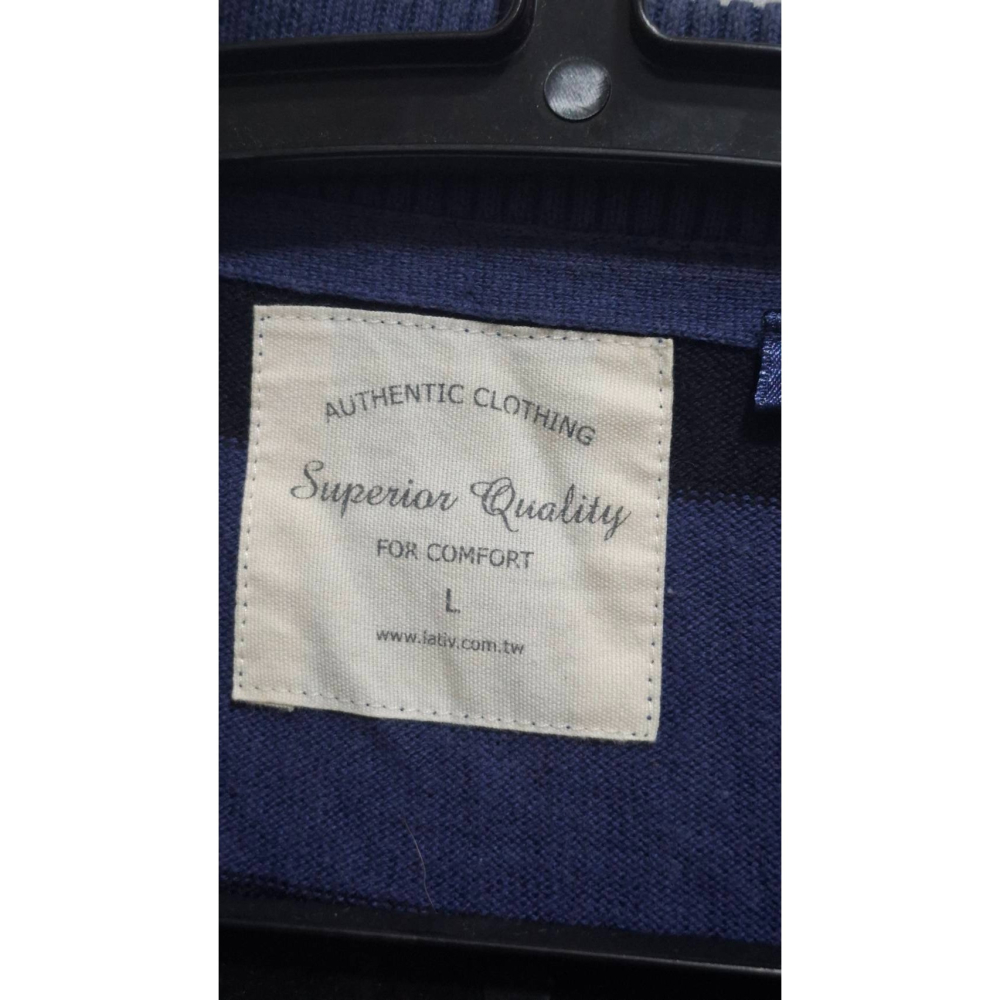 AUTHENTIC CLOTHING
Superior Quality
FOR COMFORT
L
www.lativ.com.tw